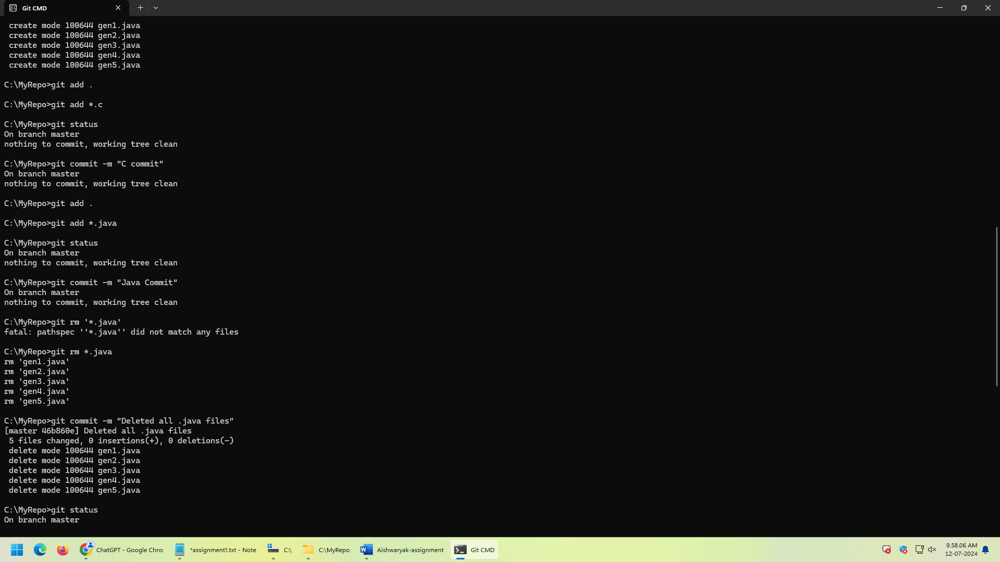 Git CMD
create mode 100644 gen1.java
create mode 100644 gen2.java
create mode 100644 gen3.java
create mode 100644 gen4.java
create mode 100644 gen5.java
C:\MyRepo>git add .
C:\MyRepo>git add *.c
C:\MyRepo>git status
On branch master
nothing to commit, working tree clean
C:\MyRepo>git commit -m "C commit"
On branch master
nothing to commit, working tree clean
C:\MyRepo>git add .
C:\MyRepo>git add *.java
C:\MyRepo>git status
On branch master
nothing to commit, working tree clean
C:\MyRepo>git commit -m "Java Commit"
On branch master
nothing to commit, working tree clean
C:\MyRepo>git rm '*.java'
fatal: pathspec ''*.java'' did not match any files
C:\MyRepo>git rm *.java
rm 'gen1.java'
rm 'gen2.java'
rm 'gen3.java'
rm 'gen4.java'
rm 'gen5.java'
C:\MyRepo>git commit -m "Deleted all .java files"
[master 46b860e] Deleted all .java files
5 files changed, 0 insertions(+), 0 deletions(-)
delete mode 100644 gen1.java
delete mode 100644 gen2.java
delete mode 100644 gen3.java
delete mode 100644 gen4.java
delete mode 100644 gen5.java
C:\MyRepo>git status
On branch master
ChatGPT - Google Chro
*assignment1.txt - Note
C:\
C:\MyRepo
Aishwaryak-assignment
Git CMD
9.58.06 AM
12-07-2024